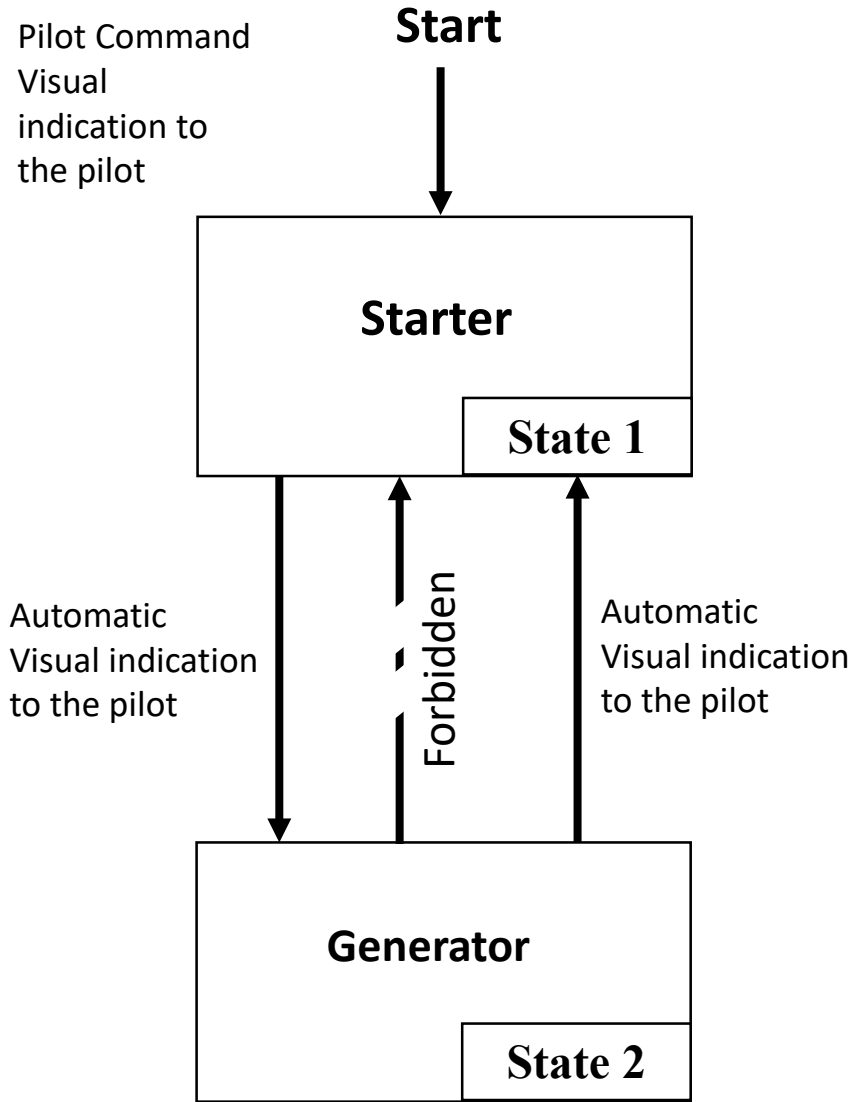 Pilot Command
Visual
indication to
the pilot
Start
Starter
State 1
Automatic
Visual indication
to the pilot
Forbidden
Automatic
Visual indication
to the pilot
Generator
State 2